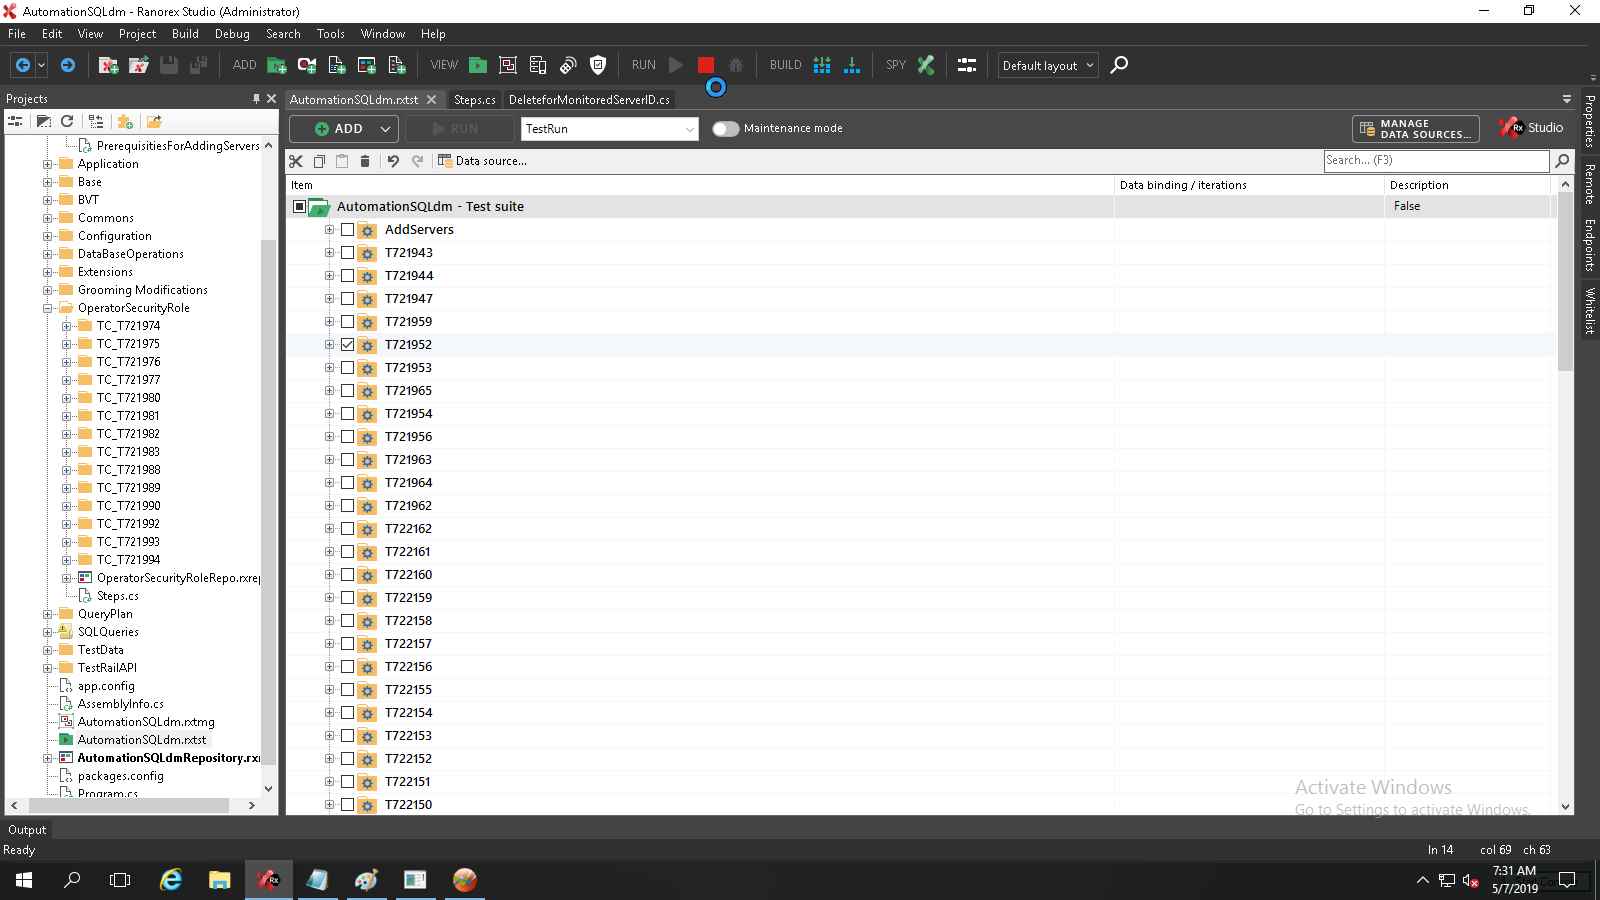 AutomationSQLdm - Ranorex Studio (Administrator)
File Edit View Project Build Debug Search Tools Window Help
ADD VIEW RUN BUILD SPY Default layout
Projects
AutomationSQLdm.rxtst Steps.cs DeleteforMonitoredServerID.cs
ADD RUN TestRun Maintenance mode MANAGE DATA SOURCES... Rx Studio
Data source... Search... (F3)
Item Data binding / iterations Description
AutomationSQLdm - Test suite False
AddServers
T721943
T721944
T721947
T721959
T721952
T721953
T721965
T721954
T721956
T721963
T721964
T721962
T722162
T722161
T722160
T722159
T722158
T722157
T722156
T722155
T722154
T722153
T722152
T722151
T722150
PrerequisitiesForAddingServers
Application
Base
BVT
Commons
Configuration
DataBaseOperations
Extensions
Grooming Modifications
OperatorSecurityRole
TC_T721974
TC_T721975
TC_T721976
TC_T721977
TC_T721980
TC_T721981
TC_T721982
TC_T721983
TC_T721988
TC_T721989
TC_T721990
TC_T721992
TC_T721993
TC_T721994
OperatorSecurityRoleRepo.rxrep
Steps.cs
QueryPlan
SQLQueries
TestData
TestRailAPI
app.config
AssemblyInfo.cs
AutomationSQLdm.rxtmg
AutomationSQLdm.rxtst
AutomationSQLdmRepository.rx
packages.config
Program.cs
Properties
Remote Endpoints
Whitelist
Activate Windows
Go to Settings to activate Windows.
Output
Ready ln 14 col 69 ch 63
Rx
7:31 AM
5/7/2019